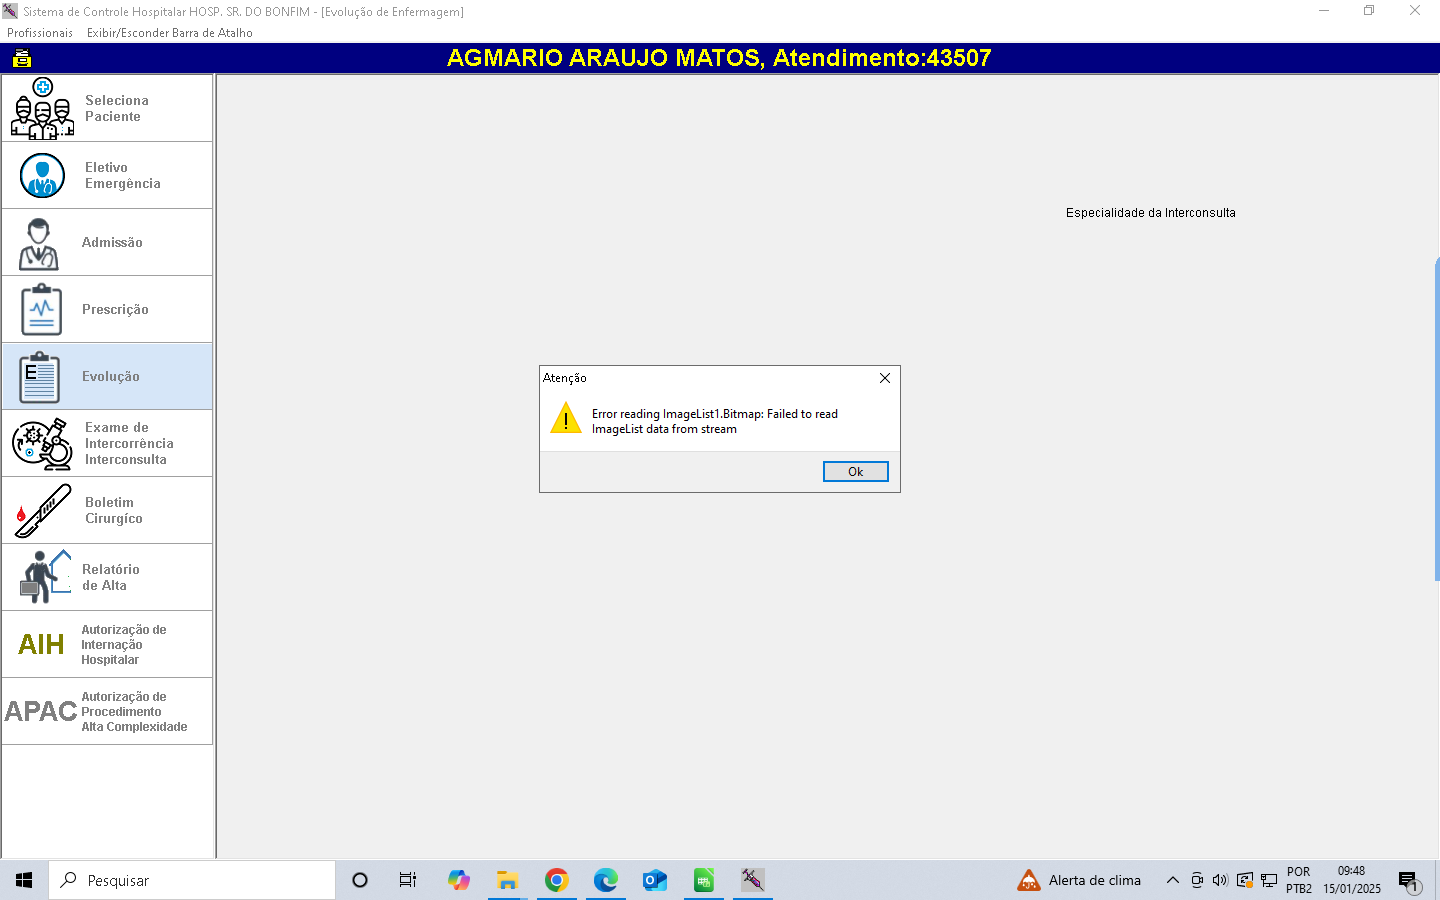 Sistema de Controle Hospitalar HOSP. SR. DO BONFIM - [Evolução de Enfermagem]
Profissionais Exibir/Esconder Barra de Atalho
AGMARIO ARAUJO MATOS, Atendimento:43507
Seleciona
Paciente
Eletivo
Emergência
Admissão
Prescrição
E
Evolução
Exame de
Intercorrência
Interconsulta
Boletim
Cirurgíco
Relatório
de Alta
AIH
Autorização de
Internação
Hospitalar
APAC
Autorização de
Procedimento
Alta Complexidade
Especialidade da Interconsulta
Atenção
Error reading ImageList1.Bitmap: Failed to read
ImageList data from stream
Ok
Pesquisar
Alerta de clima
POR
PTB2
09:48
15/01/2025
1